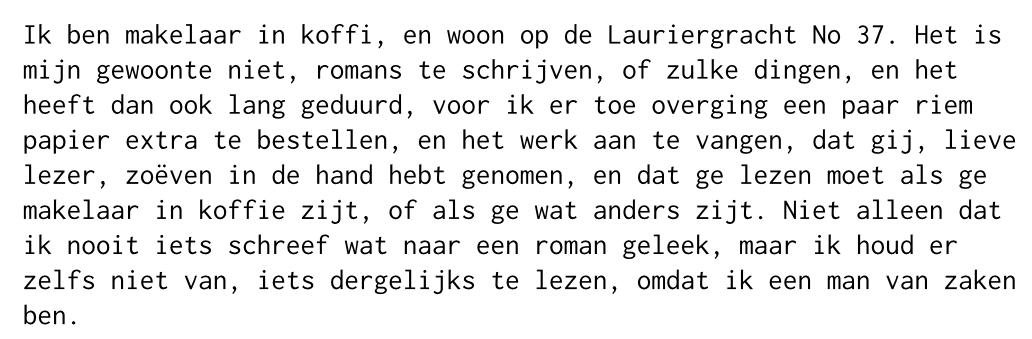 Ik ben makelaar in koffi, en woon op de Lauriergracht No 37. Het is
mijn gewoonte niet, romans te schrijven, of zulke dingen, en het
heeft dan ook lang geduurd, voor ik er toe overging een paar riem
papier extra te bestellen, en het werk aan te vangen, dat gij, lieve
lezer, zoëven in de hand hebt genomen, en dat ge lezen moet als ge
makelaar in koffie zijt, of als ge wat anders zijt. Niet alleen dat
ik nooit iets schreef wat naar een roman geleek, maar ik houd er
zelfs niet van, iets dergelijks te lezen, omdat ik een man van zaken
ben.